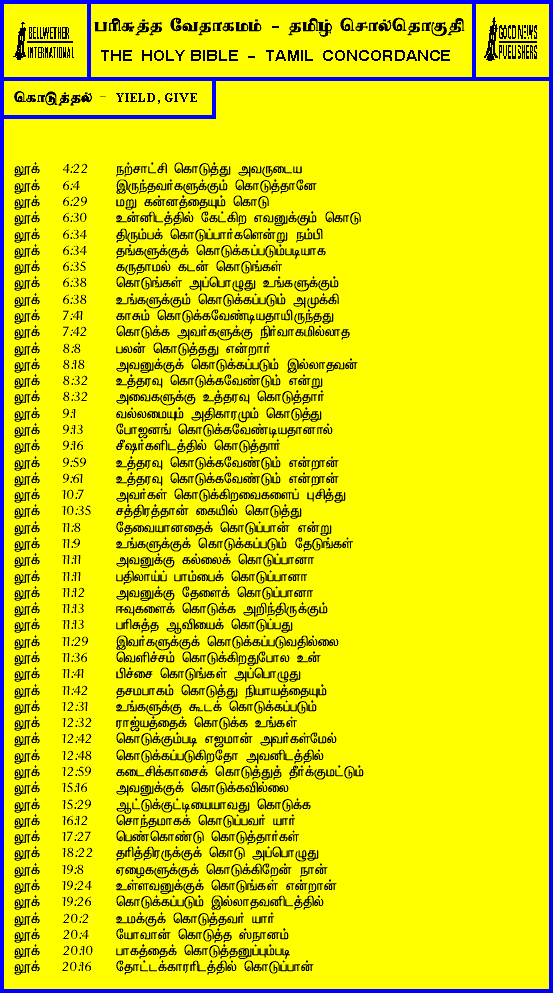 BELLWETHER INTERNATIONAL
பரிசுத்த வேதாகமம் - தமிழ் சொல்தொகுதி
THE HOLY BIBLE - TAMIL CONCORDANCE
GOOD NEWS PUBLISHERS
கொடுத்தல் - YIELD, GIVE
லூக் 4:22 நற்சாட்சி கொடுத்து அவருடைய
லூக் 6:4 இருந்தவர்களுக்கும் கொடுத்தானே
லூக் 6:29 மறு கன்னத்தையும் கொடு
லூக் 6:30 உன்னிடத்தில் கேட்கிற எவனுக்கும் கொடு
லூக் 6:34 திரும்பக் கொடுப்பார்களென்று நம்பி
லூக் 6:34 தங்களுக்குக் கொடுக்கப்படும்படியாக
லூக் 6:35 கருதாமல் கடன் கொடுங்கள்
லூக் 6:38 கொடுங்கள் அப்பொழுது உங்களுக்கும்
லூக் 6:38 உங்களுக்கும் கொடுக்கப்படும் அமுக்கி
லூக் 7:41 காசும் கொடுக்கவேண்டியதாயிருந்தது
லூக் 7:42 கொடுக்க அவர்களுக்கு நிர்வாகமில்லாத
லூக் 8:8 பலன் கொடுத்தது என்றார்
லூக் 8:18 அவனுக்குக் கொடுக்கப்படும் இல்லாதவன்
லூக் 8:32 உத்தரவு கொடுக்கவேண்டும் என்று
லூக் 8:32 அவைகளுக்கு உத்தரவு கொடுத்தார்
லூக் 9:1 வல்லமையும் அதிகாரமும் கொடுத்து
லூக் 9:13 போஜனங் கொடுக்கவேண்டியதானால்
லூக் 9:16 சீஷர்களிடத்தில் கொடுத்தார்
லூக் 9:59 உத்தரவு கொடுக்கவேண்டும் என்றான்
லூக் 9:61 உத்தரவு கொடுக்கவேண்டும் என்றான்
லூக் 10:7 அவர்கள் கொடுக்கிறவைகளைப் புசித்து
லூக் 10:35 சத்திரத்தான் கையில் கொடுத்து
லூக் 11:8 தேவையானதைக் கொடுப்பான் என்று
லூக் 11:9 உங்களுக்குக் கொடுக்கப்படும் தேடுங்கள்
லூக் 11:11 அவனுக்கு கல்லைக் கொடுப்பானா
லூக் 11:11 பதிலாய்ப் பாம்பைக் கொடுப்பானா
லூக் 11:12 அவனுக்கு தேளைக் கொடுப்பானா
லூக் 11:13 ஈவுகளைக் கொடுக்க அறிந்திருக்கும்
லூக் 11:13 பரிசுத்த ஆவியைக் கொடுப்பது
லூக் 11:29 இவர்களுக்குக் கொடுக்கப்படுவதில்லை
லூக் 11:36 வெளிச்சம் கொடுக்கிறதுபோல உன்
லூக் 11:41 பிச்சை கொடுங்கள் அப்பொழுது
லூக் 11:42 தசமபாகம் கொடுத்து நியாயத்தையும்
லூக் 12:31 உங்களுக்கு கூடக் கொடுக்கப்படும்
லூக் 12:32 ராஜ்யத்தைக் கொடுக்க உங்கள்
லூக் 12:42 கொடுக்கும்படி எஜமான் அவர்கள்மேல்
லூக் 12:48 கொடுக்கப்படுகிறதோ அவனிடத்தில்
லூக் 12:59 கடைசிக்காசைக் கொடுத்துத் தீர்க்குமட்டும்
லூக் 15:16 அவனுக்குக் கொடுக்கவில்லை
லூக் 15:29 ஆட்டுக்குட்டியையாவது கொடுக்க
லூக் 16:12 சொந்தமாகக் கொடுப்பவர் யார்
லூக் 17:27 பெண்கொண்டு கொடுத்தார்கள்
லூக் 18:22 தரித்திரருக்குக் கொடு அப்பொழுது
லூக் 19:8 ஏழைகளுக்குக் கொடுக்கிறேன் நான்
லூக் 19:24 உள்ளவனுக்குக் கொடுங்கள் என்றான்
லூக் 19:26 கொடுக்கப்படும் இல்லாதவனிடத்தில்
லூக் 20:2 உமக்குக் கொடுத்தவர் யார்
லூக் 20:4 யோவான் கொடுத்த ஸ்நானம்
லூக் 20:10 பாகத்தைக் கொடுத்தனுப்பும்படி
லூக் 20:16 தோட்டக்காரரிடத்தில் கொடுப்பான்